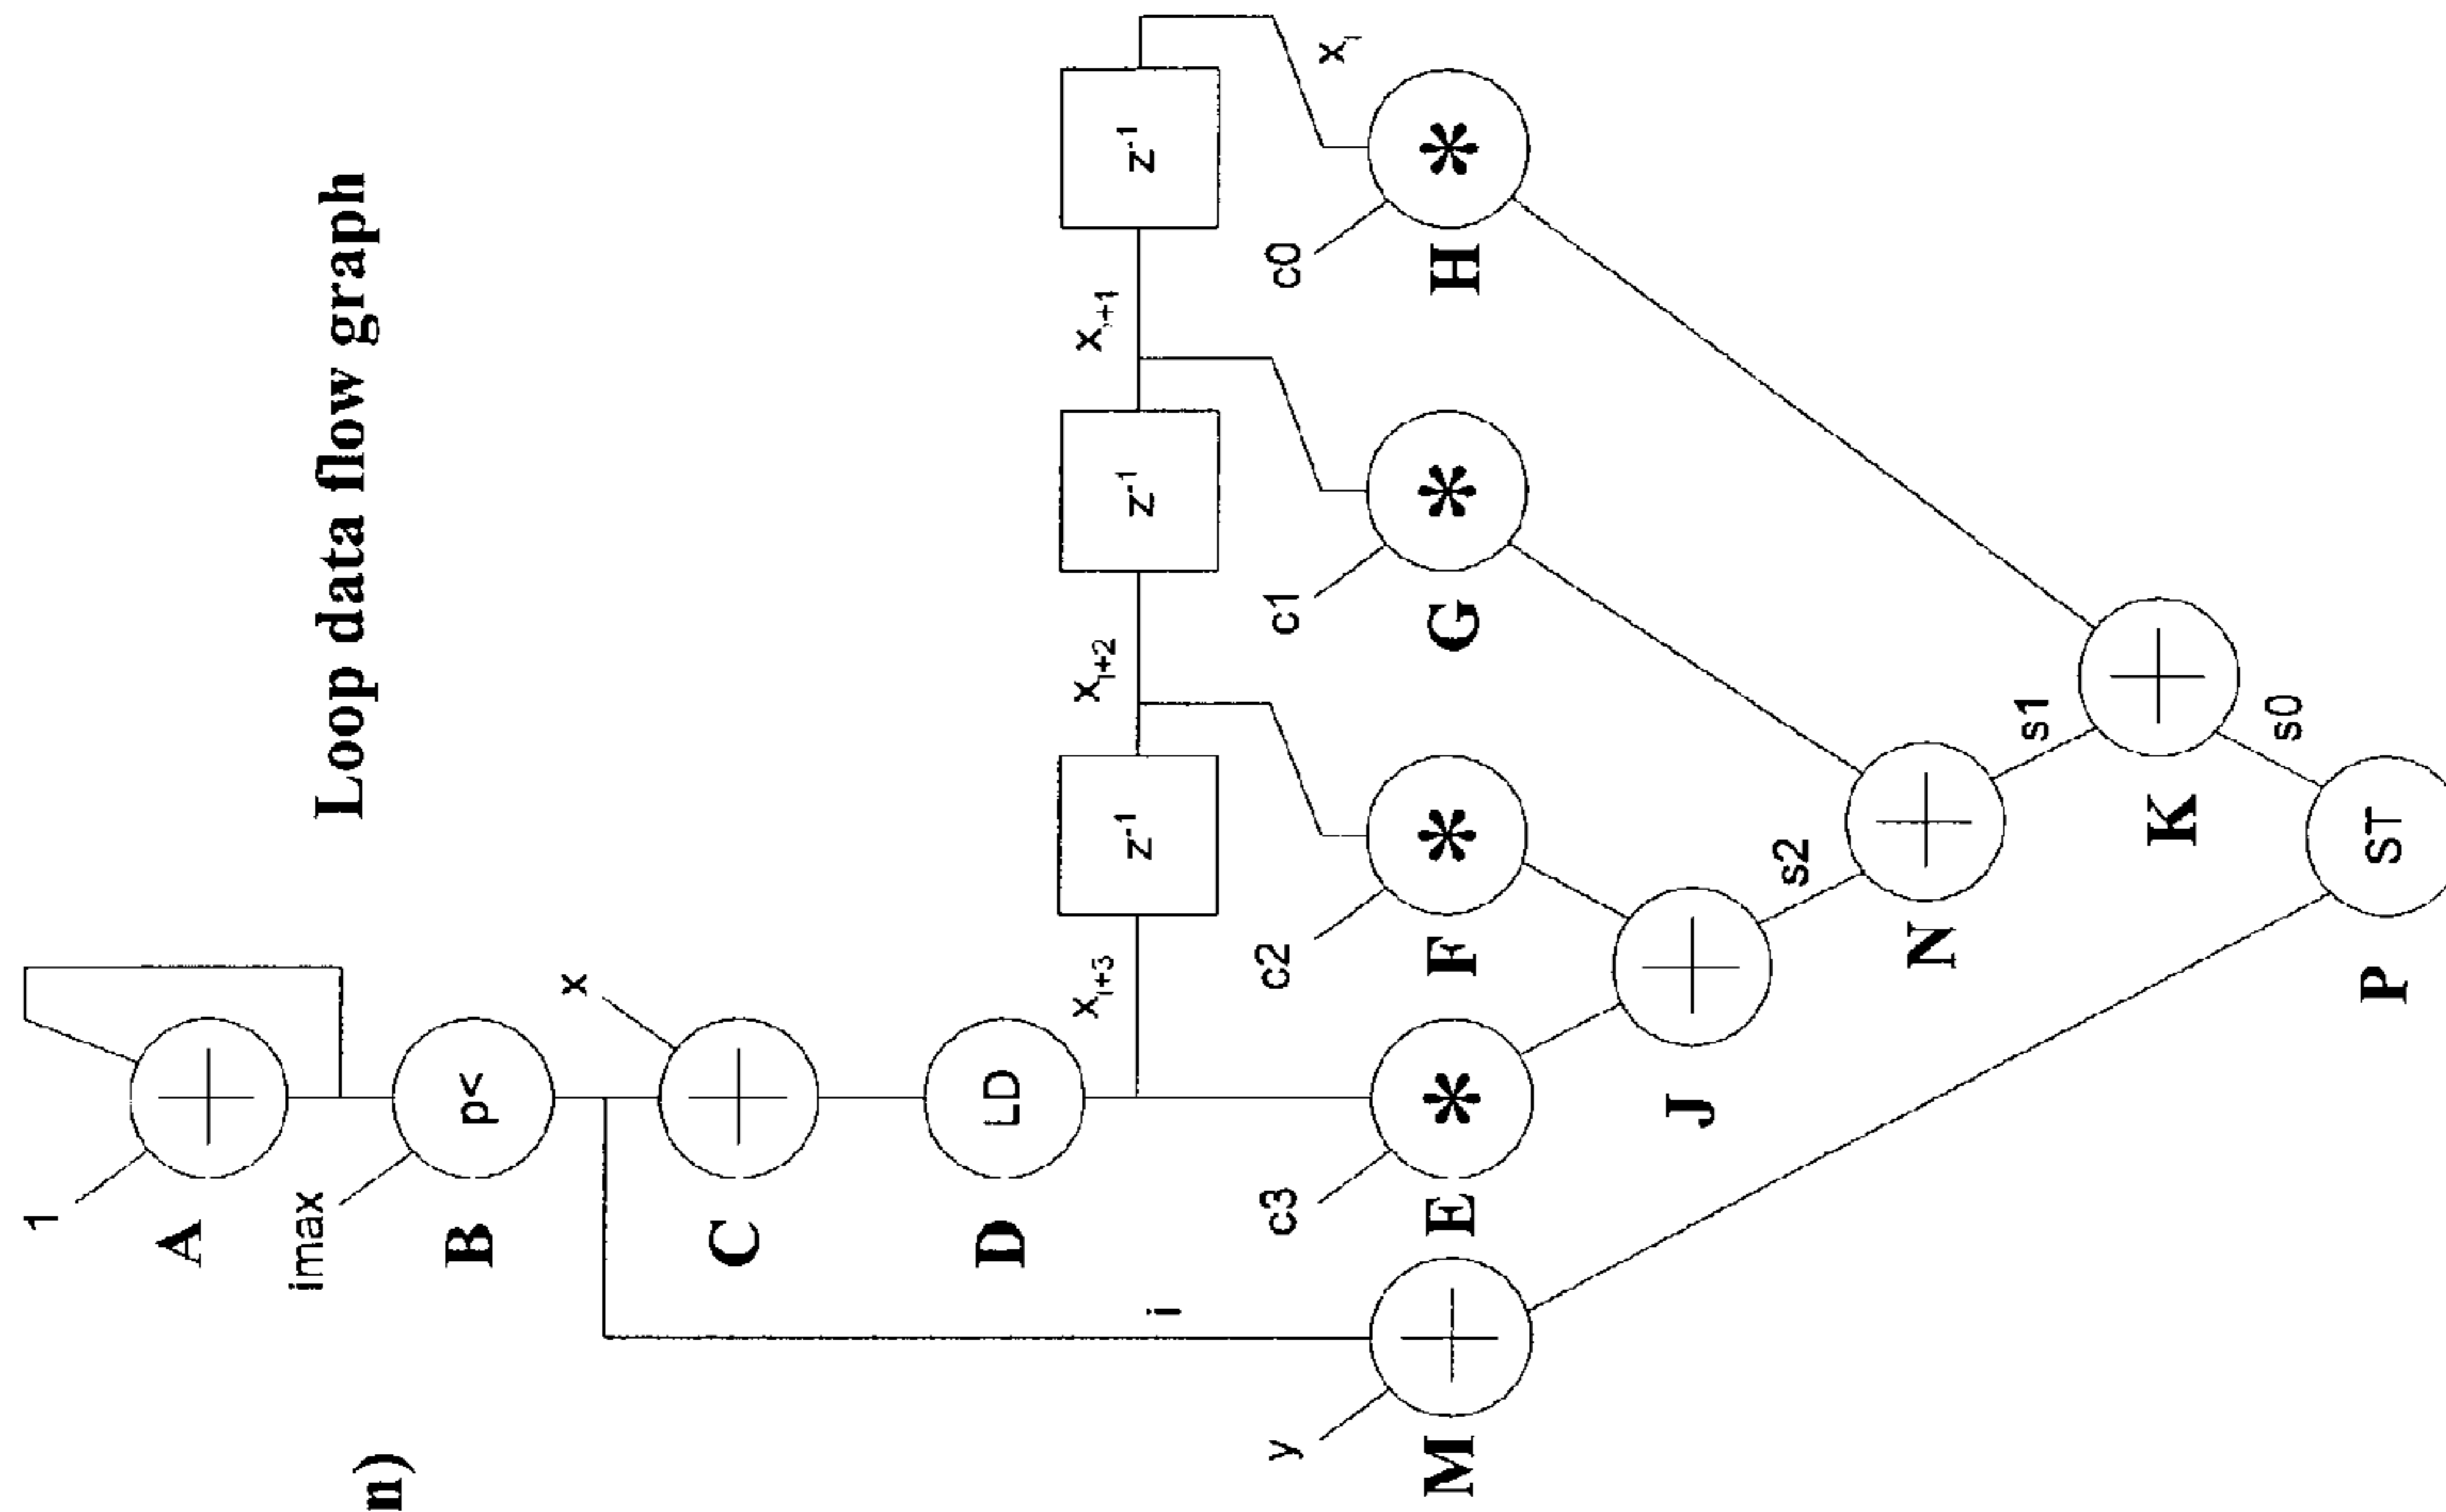 Loop data flow graph
n)
1
A
imax
B
p<
x
C
D
LD
x_{i+3}
z^{-1}
x_{i+2}
z^{-1}
x_{i+1}
z^{-1}
x_i
i
y
M
c3
E
*
c2
F
*
c1
G
*
c0
H
*
J
s2
N
s1
K
s0
P
ST